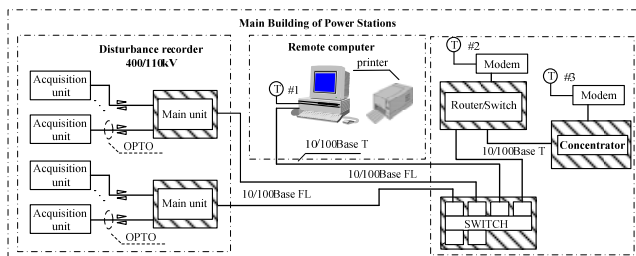 Main Building of Power Stations
Disturbance recorder
400/110kV
Acquisition
unit
Acquisition
unit
OPTO
Main unit
Acquisition
unit
Acquisition
unit
OPTO
Main unit
Remote computer
printer
T #1
10/100Base T
10/100Base FL
10/100Base FL
T #2
Modem
Router/Switch
T #3
Modem
Concentrator
10/100Base T
SWITCH